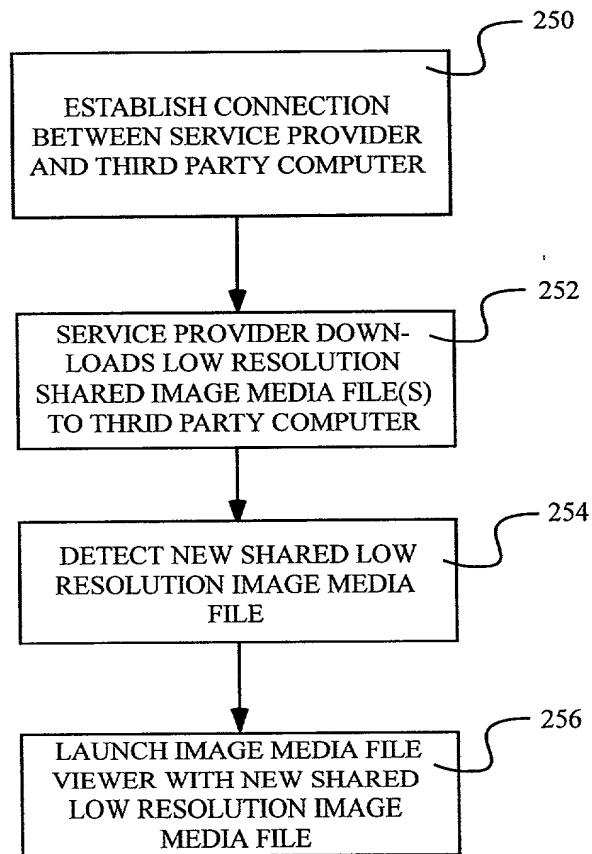 250
ESTABLISH CONNECTION
BETWEEN SERVICE PROVIDER
AND THIRD PARTY COMPUTER
252
SERVICE PROVIDER DOWN-
LOADS LOW RESOLUTION
SHARED IMAGE MEDIA FILE(S)
TO THRID PARTY COMPUTER
254
DETECT NEW SHARED LOW
RESOLUTION IMAGE MEDIA
FILE
256
LAUNCH IMAGE MEDIA FILE
VIEWER WITH NEW SHARED
LOW RESOLUTION IMAGE
MEDIA FILE